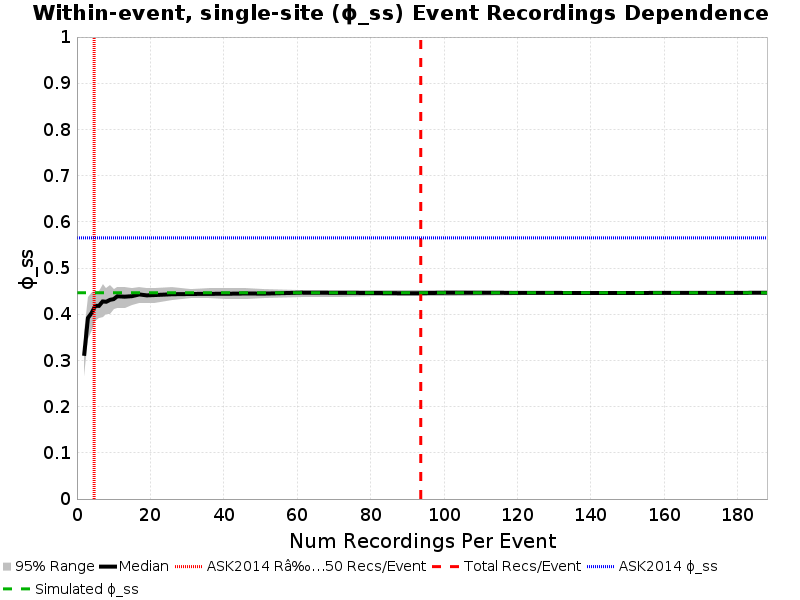 Within-event, single-site (ϕ_ss) Event Recordings Dependence
1
0.9
0.8
0.7
0.6
0.5
0.4
0.3
0.2
0.1
0
ϕ_ss
0 20 40 60 80 100 120 140 160 180
Num Recordings Per Event
95% Range Median ASK2014 Râ‰…50 Recs/Event Total Recs/Event ASK2014 ϕ_ss
Simulated ϕ_ss